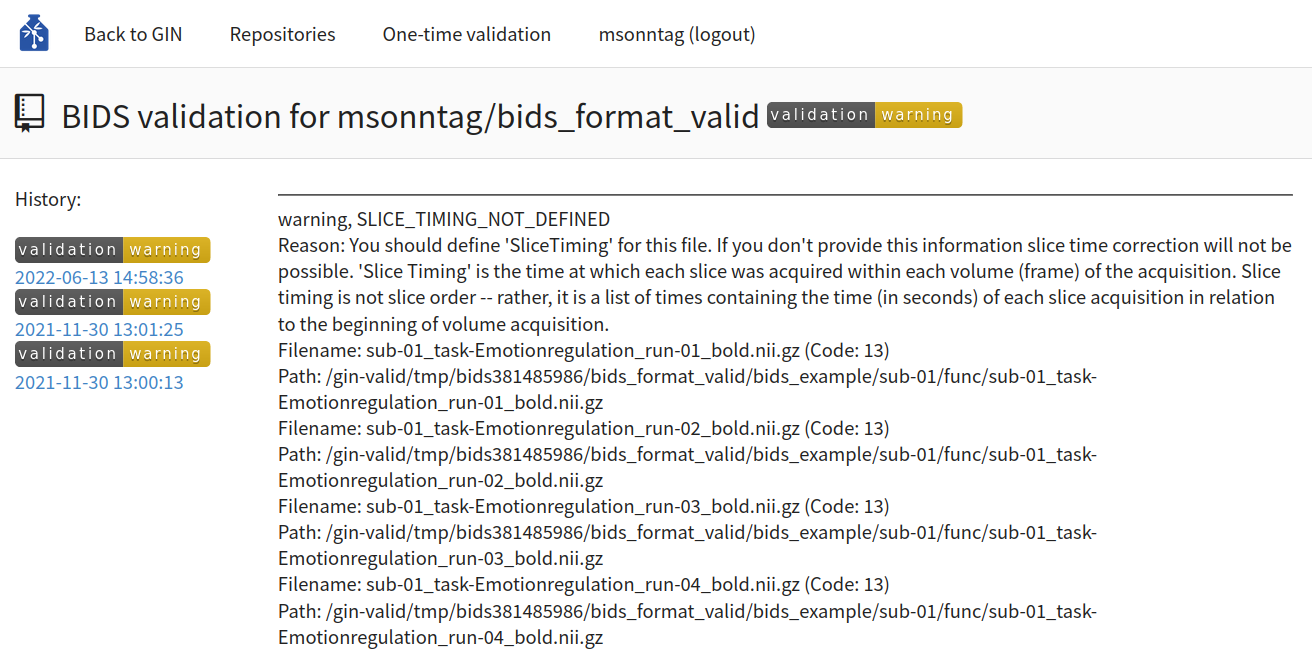 Back to GIN Repositories One-time validation msonntag (logout)
BIDS validation for msonntag/bids_format_valid validation warning
History:
validation warning
2022-06-13 14:58:36
validation warning
2021-11-30 13:01:25
validation warning
2021-11-30 13:00:13
warning, SLICE_TIMING_NOT_DEFINED
Reason: You should define 'SliceTiming' for this file. If you don't provide this information slice time correction will not be
possible. 'Slice Timing' is the time at which each slice was acquired within each volume (frame) of the acquisition. Slice
timing is not slice order -- rather, it is a list of times containing the time (in seconds) of each slice acquisition in relation
to the beginning of volume acquisition.
Filename: sub-01_task-Emotionregulation_run-01_bold.nii.gz (Code: 13)
Path: /gin-valid/tmp/bids381485986/bids_format_valid/bids_example/sub-01/func/sub-01_task-
Emotionregulation_run-01_bold.nii.gz
Filename: sub-01_task-Emotionregulation_run-02_bold.nii.gz (Code: 13)
Path: /gin-valid/tmp/bids381485986/bids_format_valid/bids_example/sub-01/func/sub-01_task-
Emotionregulation_run-02_bold.nii.gz
Filename: sub-01_task-Emotionregulation_run-03_bold.nii.gz (Code: 13)
Path: /gin-valid/tmp/bids381485986/bids_format_valid/bids_example/sub-01/func/sub-01_task-
Emotionregulation_run-03_bold.nii.gz
Filename: sub-01_task-Emotionregulation_run-04_bold.nii.gz (Code: 13)
Path: /gin-valid/tmp/bids381485986/bids_format_valid/bids_example/sub-01/func/sub-01_task-
Emotionregulation_run-04_bold.nii.gz